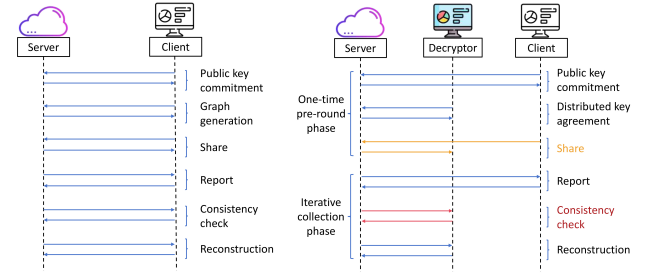 Server
Client
Public key
commitment
Graph
generation
Share
Report
Consistency
check
Reconstruction
Server
Decryptor
Client
One-time
pre-round
phase
Public key
commitment
Distributed key
agreement
Share
Iterative
collection
phase
Report
Consistency
check
Reconstruction